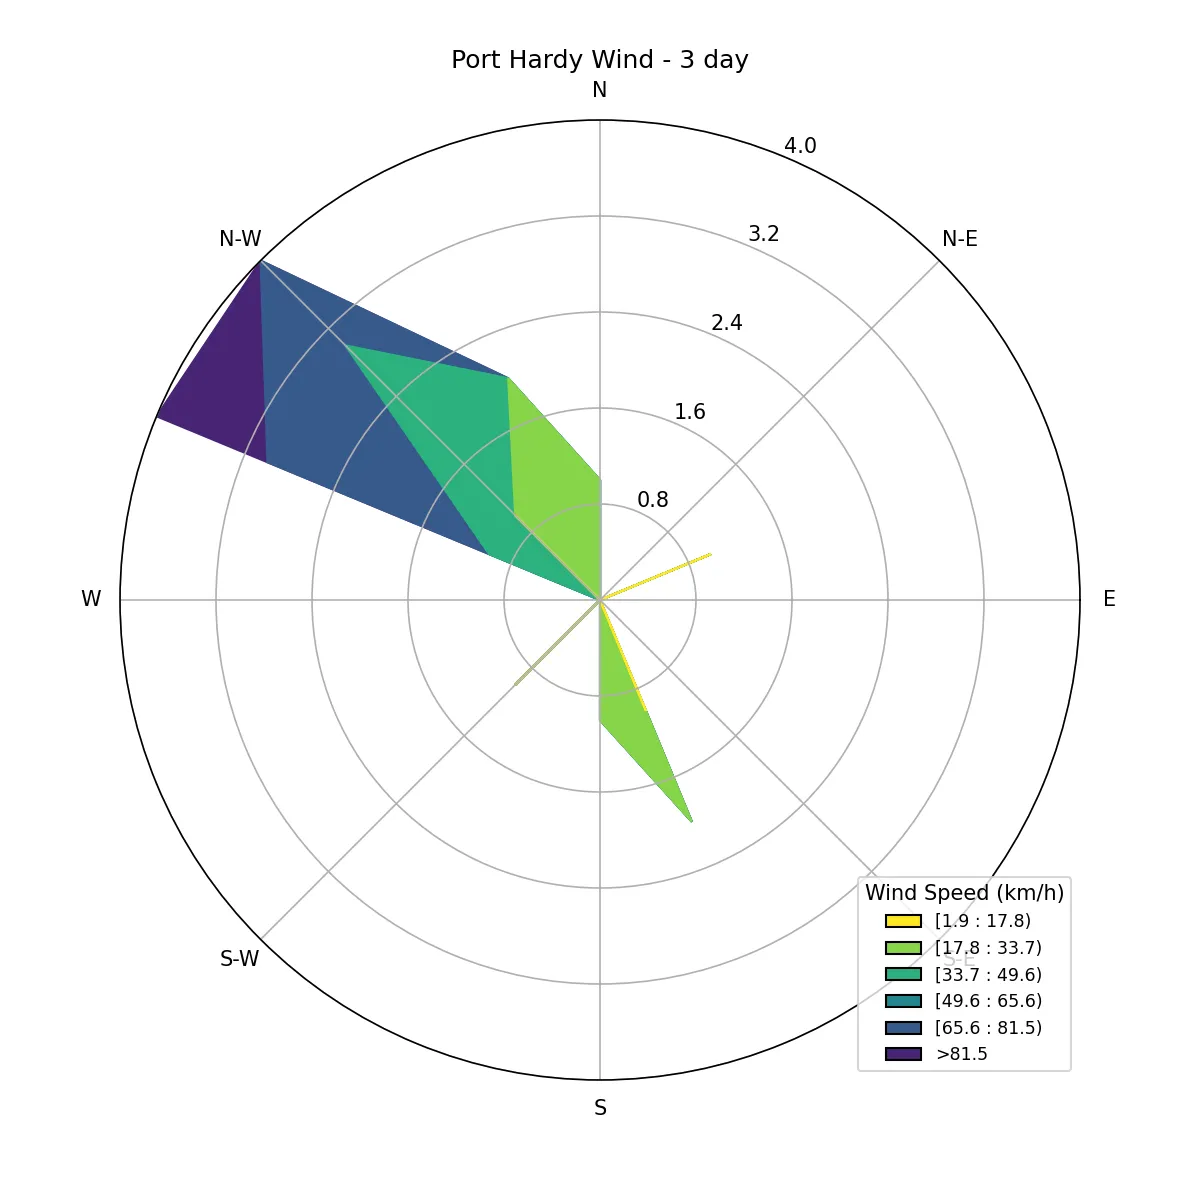 Port Hardy Wind - 3 day
N
4.0
3.2
N-W
N-E
2.4
1.6
0.8
W
E
Wind Speed (km/h)
[1.9 : 17.8)
[17.8 : 33.7)
S-W
S-E
[33.7 : 49.6)
[49.6 : 65.6)
[65.6 : 81.5)
>81.5
S